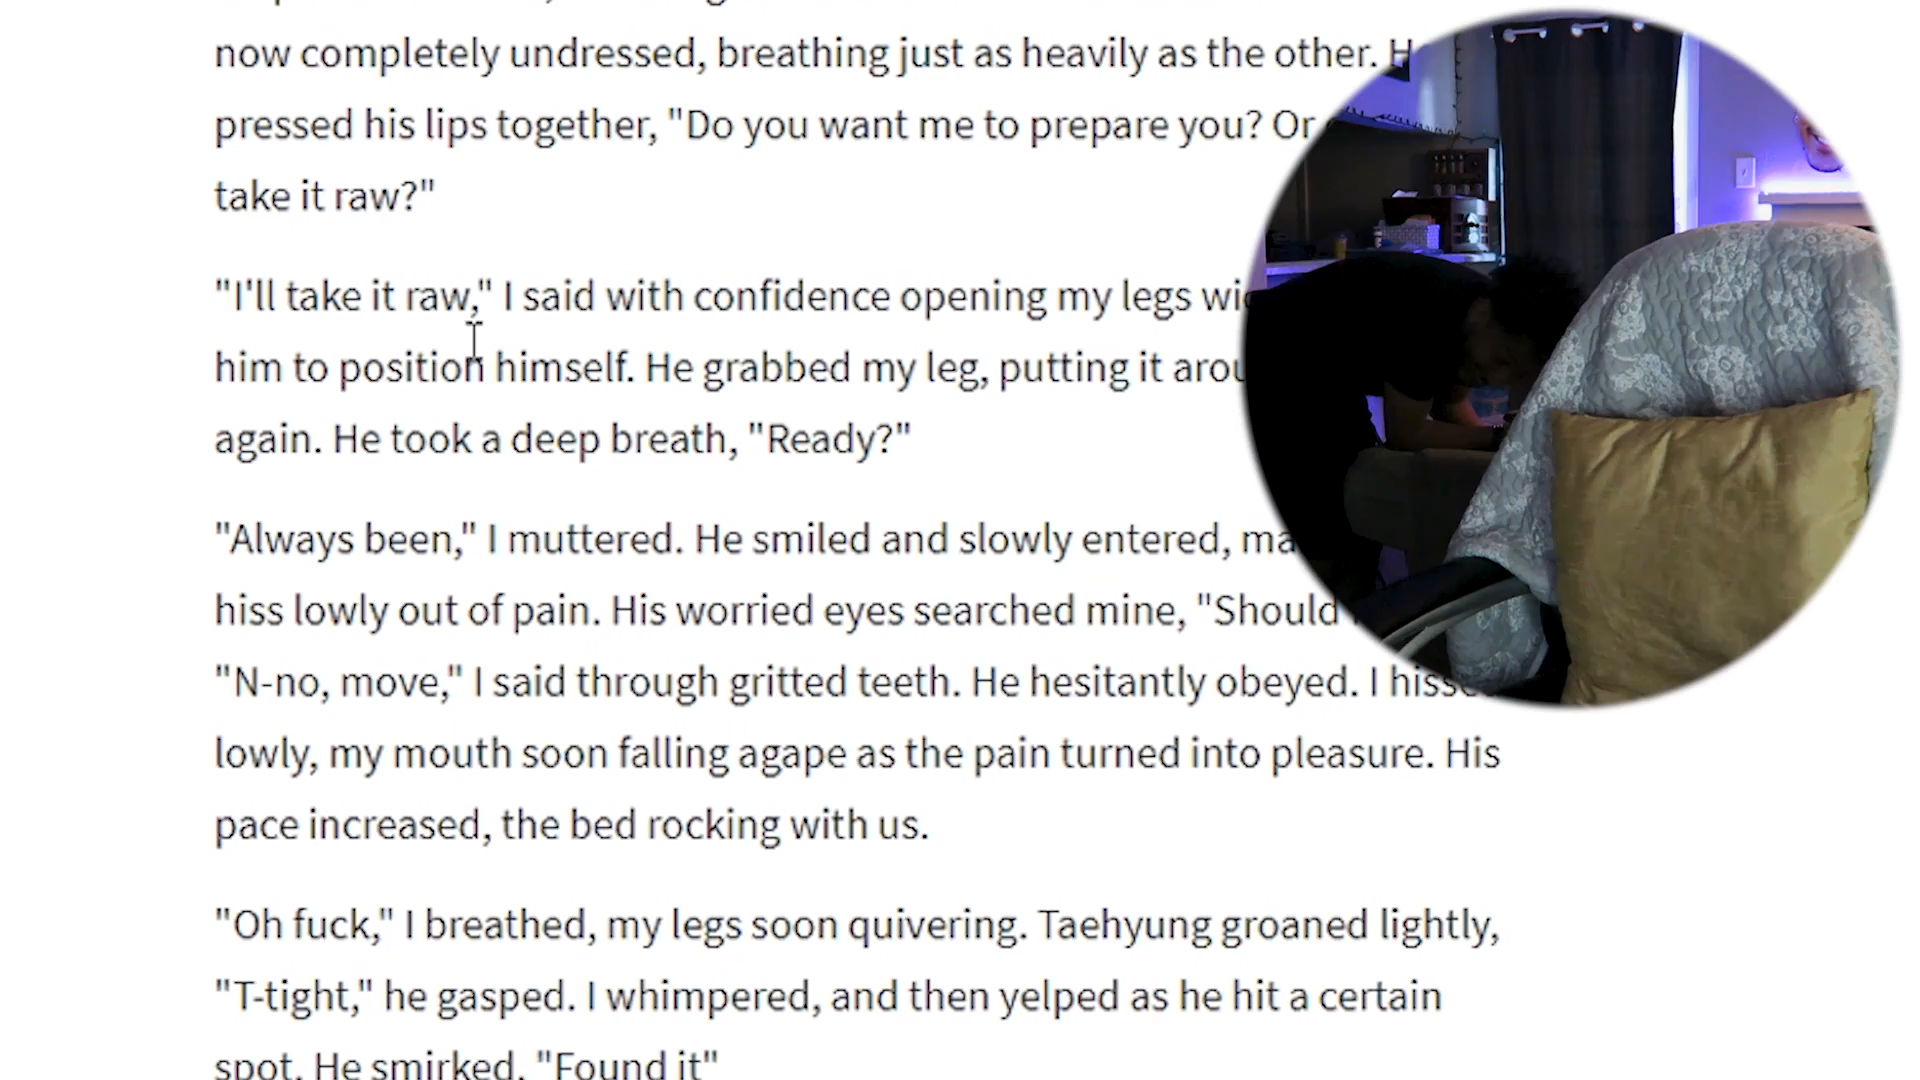 now completely undressed, breathing just as heavily as the other.
pressed his lips together, "Do you want me to prepare you? Or
take it raw?"
"I'll take it raw," I said with confidence opening my legs
him to position himself. He grabbed my leg, putting it
again. He took a deep breath, "Ready?"
"Always been," I muttered. He smiled and slowly entered,
hiss lowly out of pain. His worried eyes searched mine, "Should
"N-no, move," I said through gritted teeth. He hesitantly obeyed. I
lowly, my mouth soon falling agape as the pain turned into pleasure. His
pace increased, the bed rocking with us.
"Oh fuck," I breathed, my legs soon quivering. Taehyung groaned lightly,
"T-tight," he gasped. I whimpered, and then yelped as he hit a certain
spot. He smirked, "Found it"